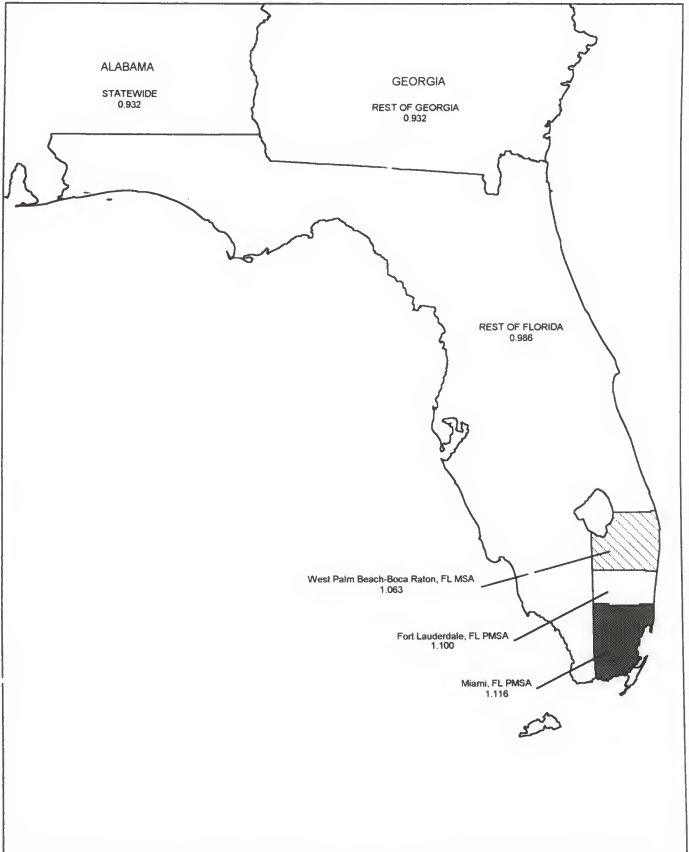 ALABAMA
STATEWIDE
0.932
GEORGIA
REST OF GEORGIA
0.932
REST OF FLORIDA
0.986
West Palm Beach-Boca Raton, FL MSA
1.063
Fort Lauderdale, FL PMSA
1.100
Miami, FL PMSA
1.116